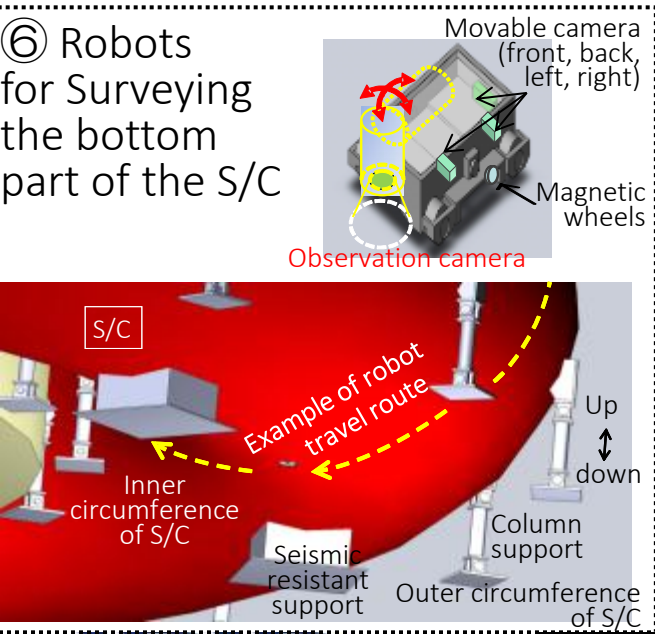 ⑥ Robots
for Surveying
the bottom
part of the S/C
Movable camera
(front, back,
left, right)
Magnetic
wheels
Observation camera
S/C
Example of robot
travel route
Up
down
Inner
circumference
of S/C
Seismic
resistant
support
Column
support
Outer circumference
of S/C